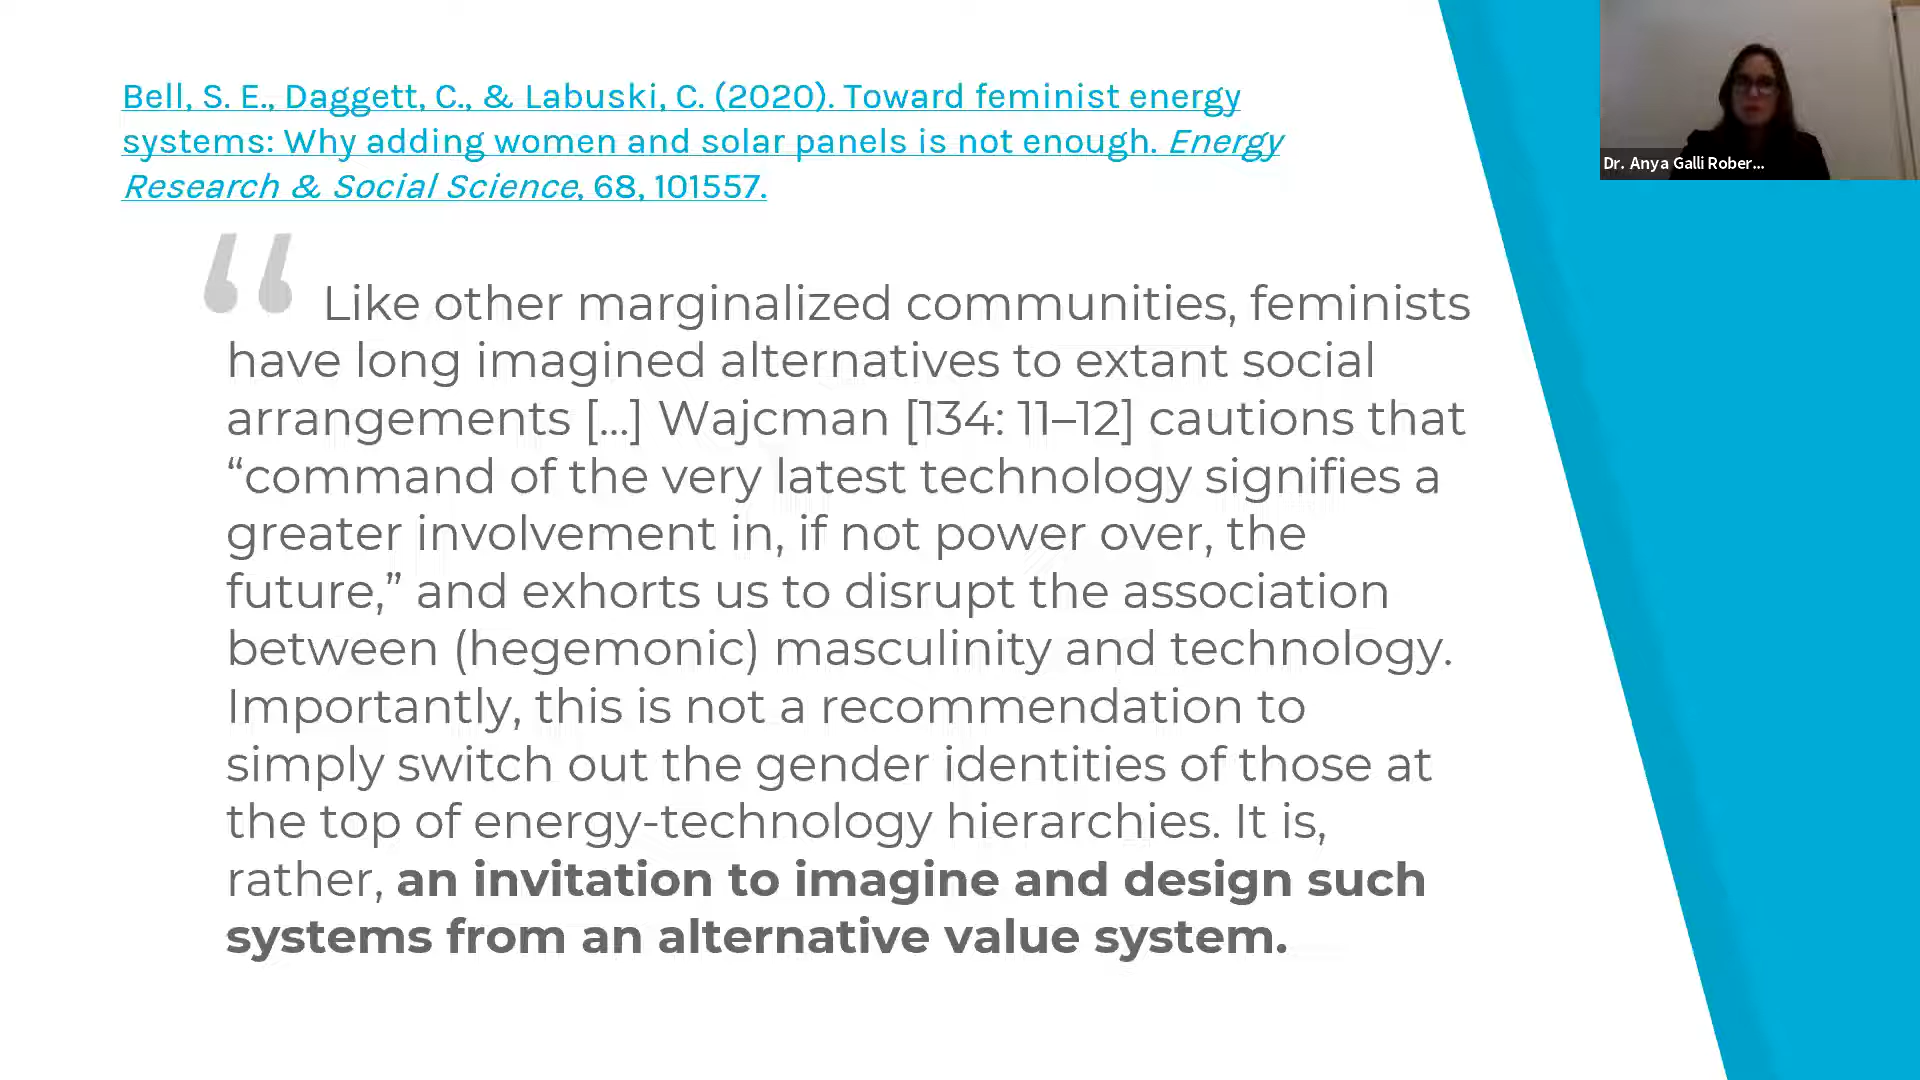 Bell, S. E., Daggett, C., & Labuski, C. (2020). Toward feminist energy
systems: Why adding women and solar panels is not enough. Energy
Research & Social Science, 68, 101557.
“
Like other marginalized communities, feminists
have long imagined alternatives to extant social
arrangements [...] Wajcman [134: 11–12] cautions that
“command of the very latest technology signifies a
greater involvement in, if not power over, the
future,” and exhorts us to disrupt the association
between (hegemonic) masculinity and technology.
Importantly, this is not a recommendation to
simply switch out the gender identities of those at
the top of energy-technology hierarchies. It is,
rather, an invitation to imagine and design such
systems from an alternative value system.
Dr. Anya Galli Rober...